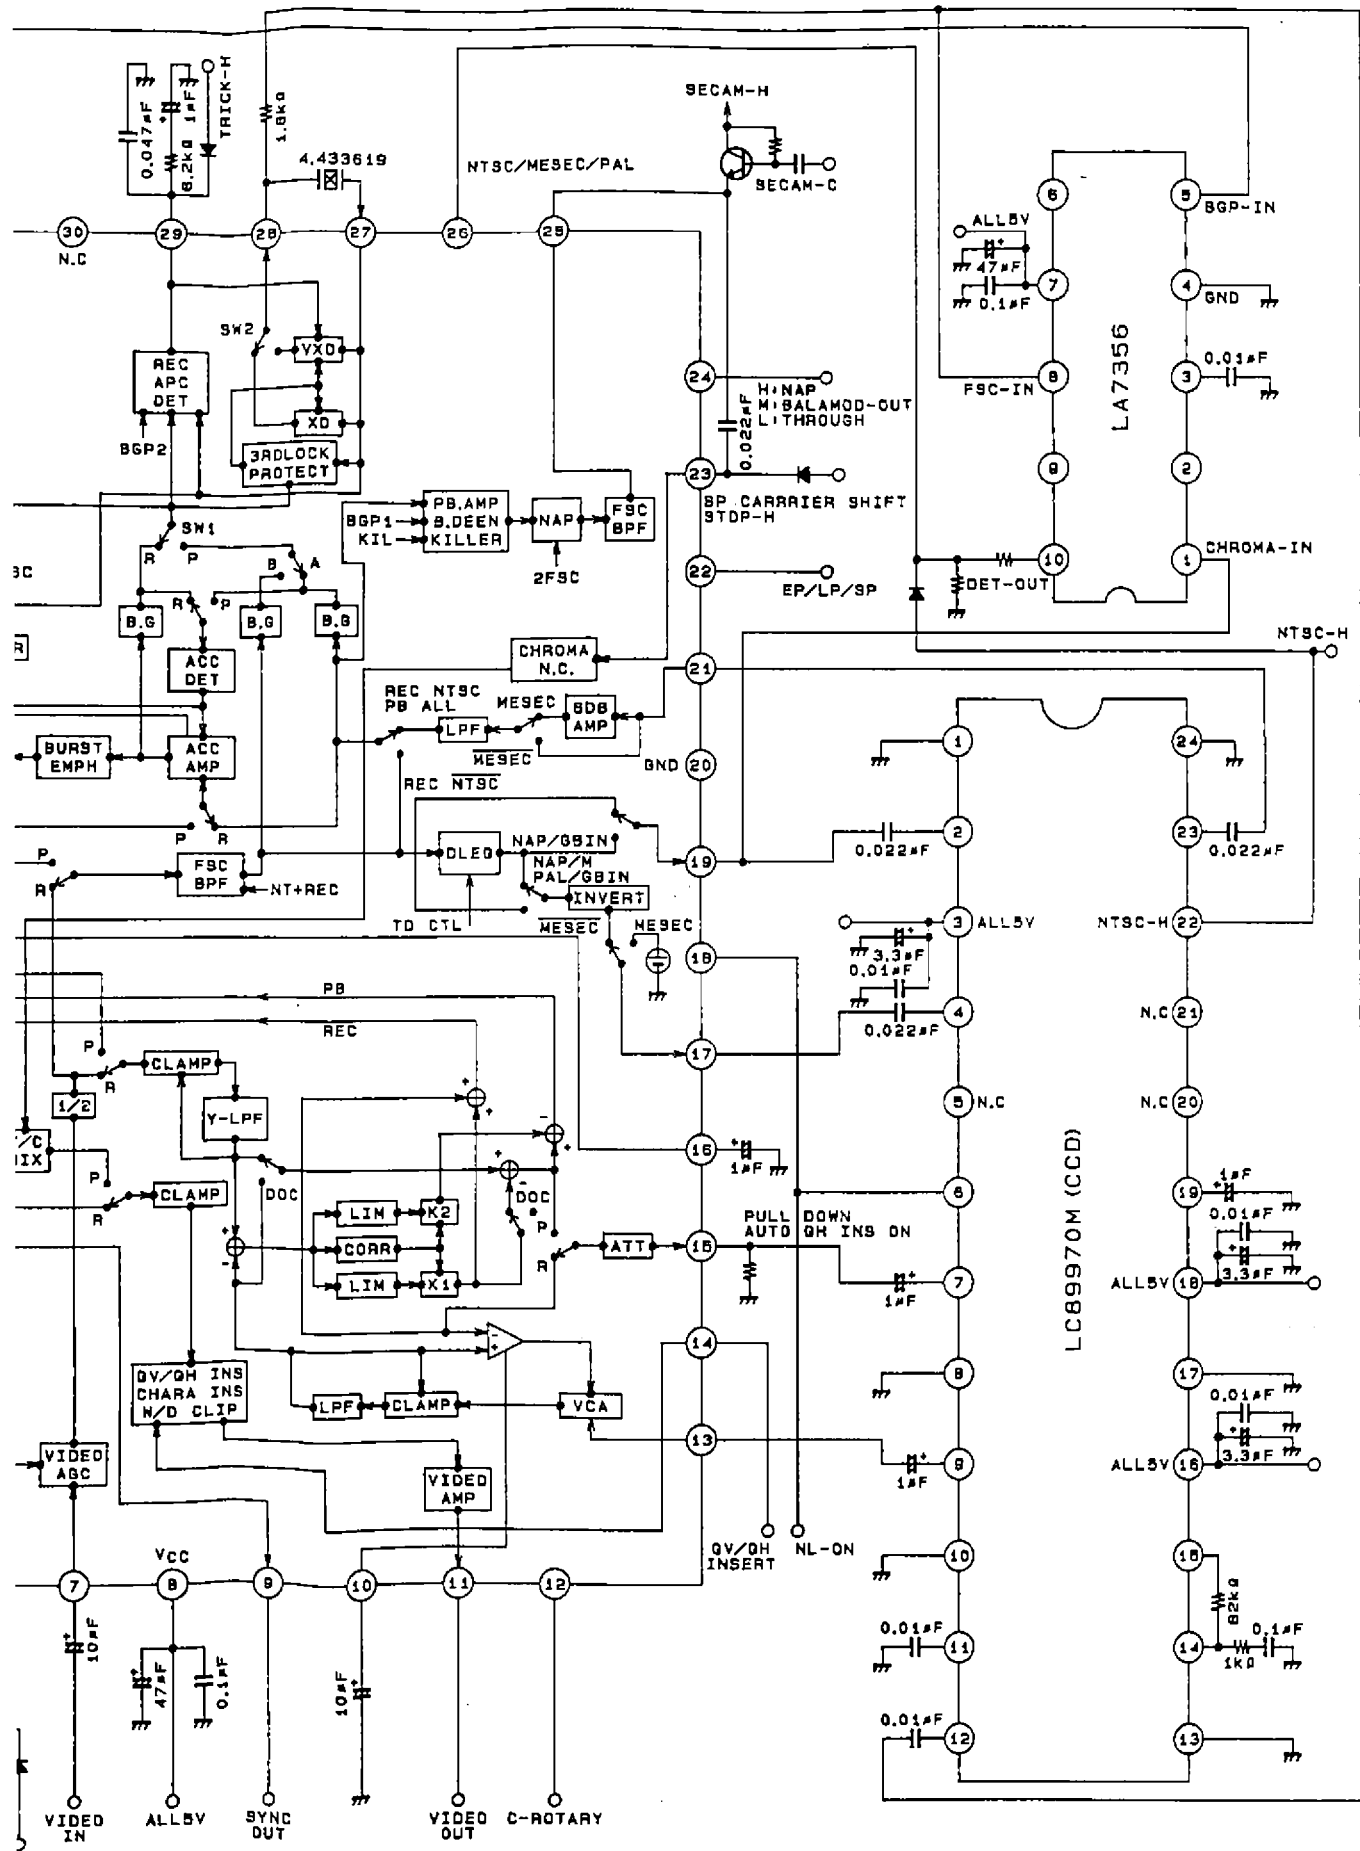 0.047µF
8.2kΩ
1µF
TRICK-H
1.8kΩ
4.433619
NTSC/MESEC/PAL
SECAM-H
SECAM-C
30
N.C
29
28
27
26
25
6
5
BGP-IN
ALL5V
47µF
0.1µF
7
4
GND
LA7356
FSC-IN
8
3
0.01µF
9
2
10
DET-OUT
1
CHROMA-IN
NTSC-H
SW2
VXO
REC
APC
DET
XO
BGP2
3RDLOCK
PROTECT
24
H:NAP
M:BALAMOD-OUT
L:THROUGH
0.022µF
23
SP CARRRIER SHIFT
STOP-H
PB.AMP
B.DEEN
KILLER
BGP1
KIL
NAP
2FSC
FSC
BPF
22
EP/LP/SP
SW1
R
P
B
A
SC
R
P
B.G
B.G
B.G
R
ACC
DET
CHROMA
N.C.
21
REC NTSC
PB ALL
MESEC
6DB
AMP
LPF
MESEC
REC NTSC
BURST
EMPH
ACC
AMP
P
R
GND
20
1
24
2
0.022µF
23
0.022µF
P
R
FSC
BPF
NT+REC
DLEQ
NAP/GBIN
NAP/M
PAL/GBIN
INVERT
TD CTL
MESEC
MESEC
19
18
17
3
ALL5V
3.3µF
0.01µF
4
0.022µF
NTSC-H
22
N.C
21
5
N.C
N.C
20
LC89970M (CCD)
PB
REC
P
R
CLAMP
1/2
Y-LPF
+
+
-
+
Y/C
MIX
P
R
CLAMP
DOC
+
-
LIM
K2
CORR
LIM
K1
+
-
DOC
P
R
ATT
16
1µF
15
PULL DOWN
AUTO QH INS ON
1µF
6
7
19
1µF
0.01µF
3.3µF
ALL5V
18
8
17
0.01µF
3.3µF
ALL5V
16
-
+
14
QV/QH INS
CHARA INS
W/D CLIP
LPF
CLAMP
VCA
13
1µF
9
VIDEO
AGC
VIDEO
AMP
QV/QH
INSERT
NL-ON
10
15
82kΩ
0.01µF
11
14
1kΩ
0.1µF
0.01µF
12
13
7
VCC
8
9
10
11
12
10µF
47µF
0.1µF
10µF
VIDEO
IN
ALL5V
SYNC
OUT
VIDEO
OUT
C-ROTARY